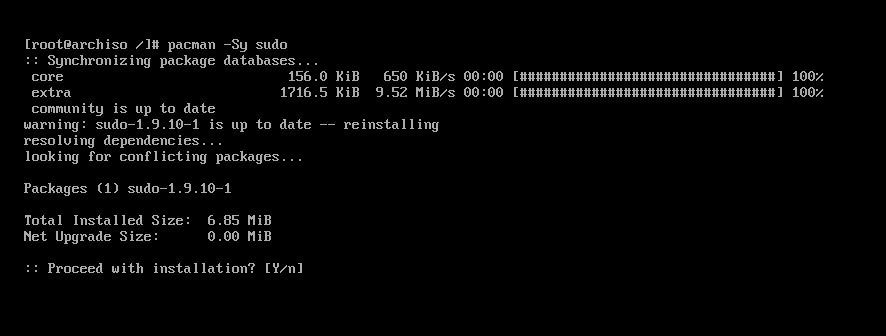 [root@archiso /]# pacman -Sy sudo
:: Synchronizing package databases...
 core                            156.0 KiB   650 KiB/s 00:00 [################################] 100%
 extra                          1716.5 KiB  9.52 MiB/s 00:00 [################################] 100%
 community is up to date
warning: sudo-1.9.10-1 is up to date -- reinstalling
resolving dependencies...
looking for conflicting packages...
Packages (1) sudo-1.9.10-1
Total Installed Size:  6.85 MiB
Net Upgrade Size:      0.00 MiB
:: Proceed with installation? [Y/n]